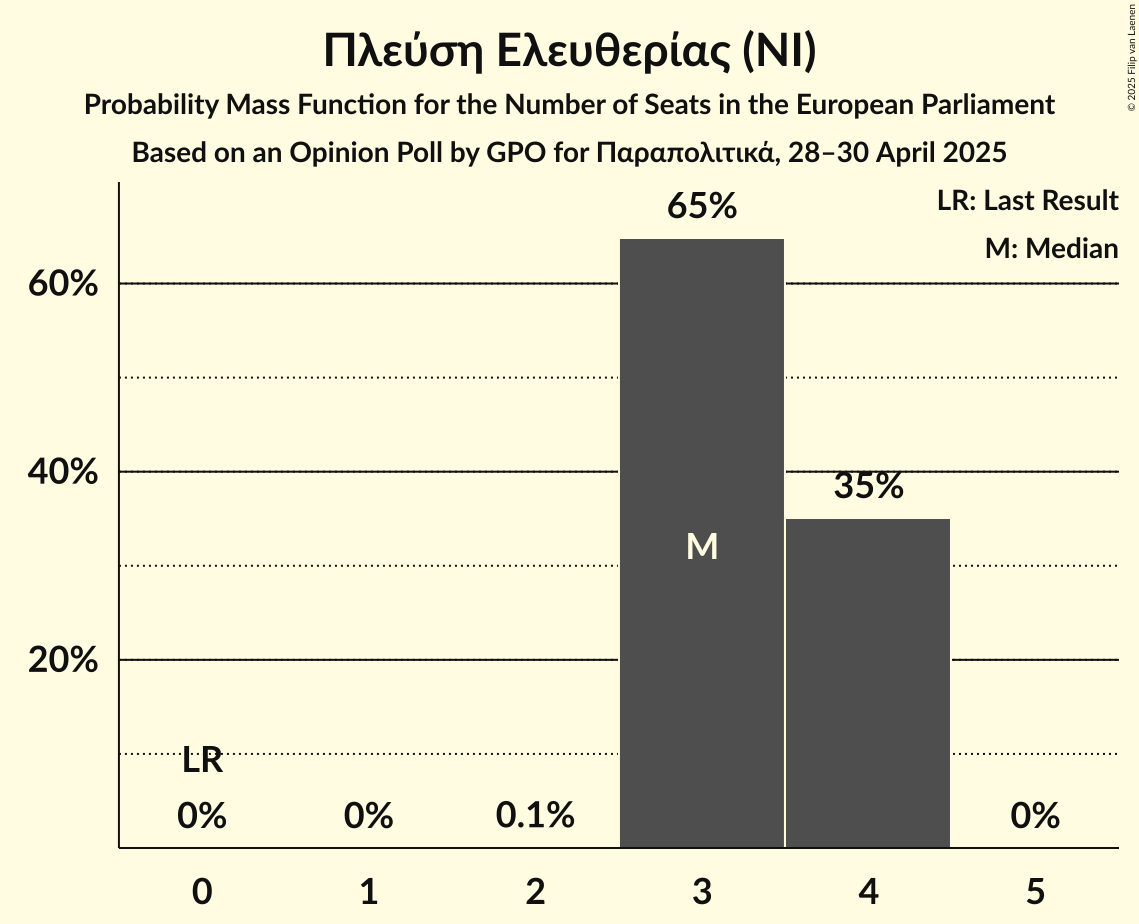 Πλεύση Ελευθερίας (NI)
Probability Mass Function for the Number of Seats in the European Parliament
Based on an Opinion Poll by GPO for Παραπολιτικά, 28–30 April 2025
© 2025 Filip van Laenen
LR: Last Result
M: Median
65%
60%
40%
35%
M
20%
LR
0%
0%
0.1%
0%
0
1
2
3
4
5